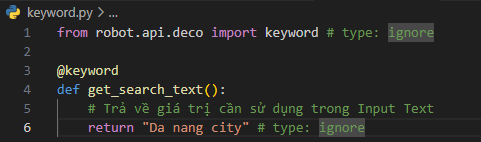 keyword.py > ...
1 from robot.api.deco import keyword # type: ignore
2
3 @keyword
4 def get_search_text():
5 # Trả về giá trị cần sử dụng trong Input Text
6 return "Da nang city" # type: ignore